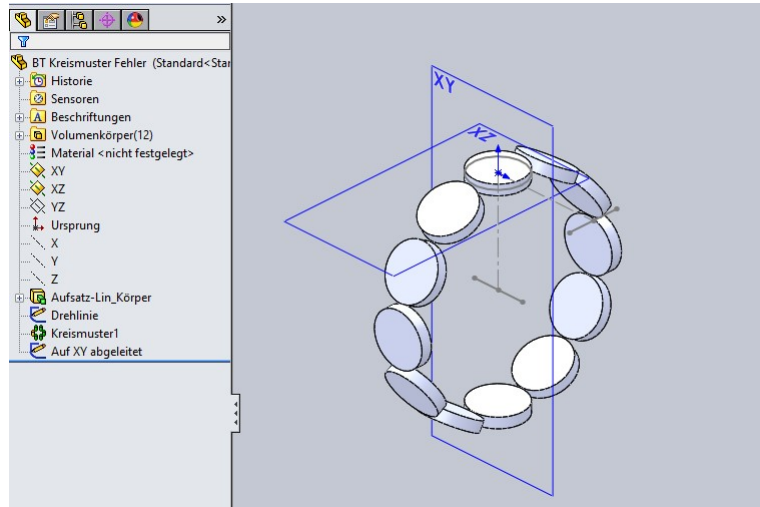 »
BT Kreismuster Fehler (Standard<Star
Historie
Sensoren
A Beschriftungen
Volumenkörper(12)
Material <nicht festgelegt>
XY
XZ
YZ
Ursprung
X
Y
Z
Aufsatz-Lin_Körper
Drehlinie
Kreismuster1
Auf XY abgeleitet
XY
XZ